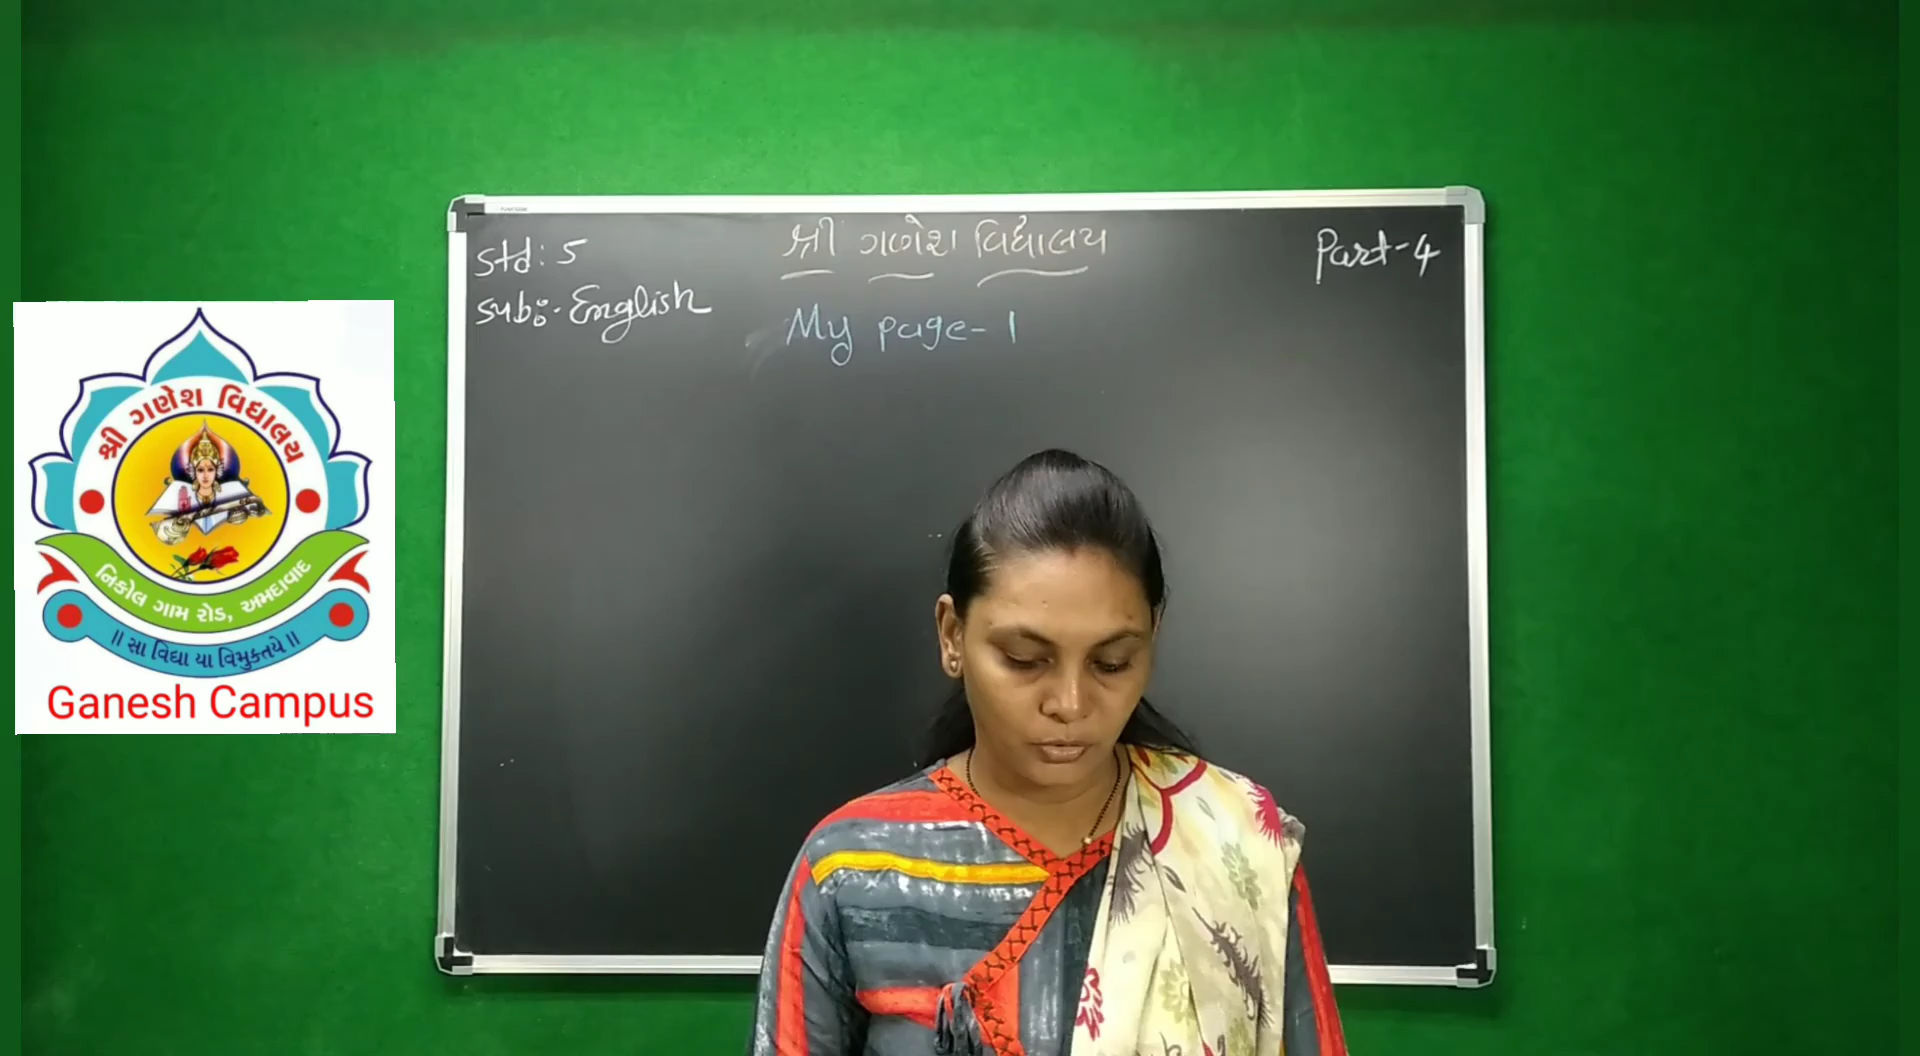 શ્રી ગણેશ વિદ્યાલય
std: 5
Part-4
Sub:- English
My page-1
શ્રી ગણેશ વિદ્યાલય
નિકોલ ગામ રોડ, અમદાવાદ
॥ સા વિદ્યા યા વિમુક્તયે ॥
Ganesh Campus